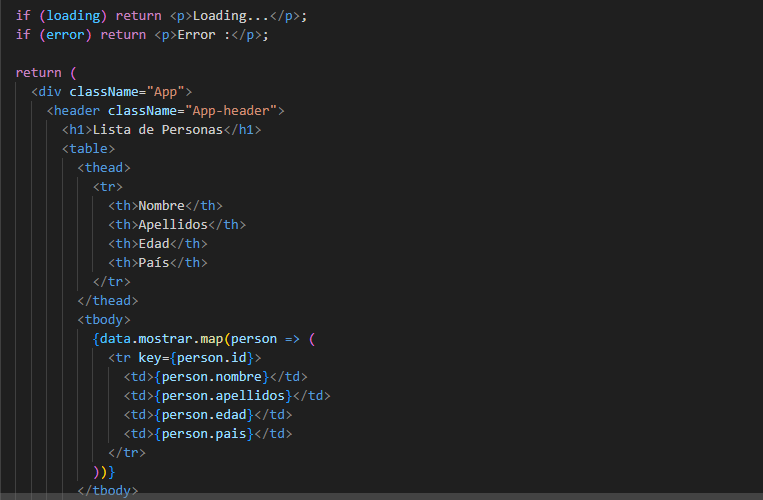 if (loading) return <p>Loading...</p>;
if (error) return <p>Error :</p>;
return (
<div className="App">
<header className="App-header">
<h1>Lista de Personas</h1>
<table>
<thead>
<tr>
<th>Nombre</th>
<th>Apellidos</th>
<th>Edad</th>
<th>País</th>
</tr>
</thead>
<tbody>
{data.mostrar.map(person => (
<tr key={person.id}>
<td>{person.nombre}</td>
<td>{person.apellidos}</td>
<td>{person.edad}</td>
<td>{person.pais}</td>
</tr>
))}
</tbody>